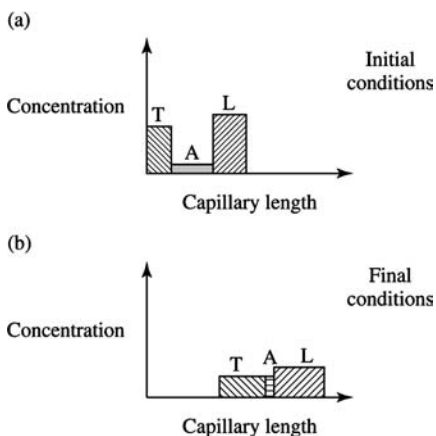 (a)
Initial
conditions
Concentration
T
A
L
Capillary length
(b)
Final
conditions
Concentration
T
A
L
Capillary length